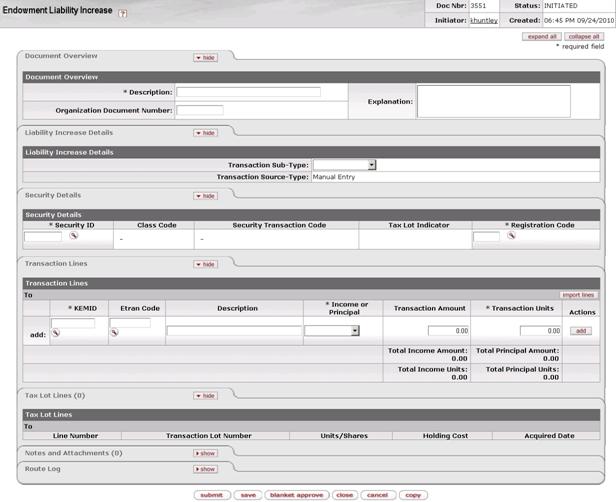 Endowment Liability Increase ?
Doc Nbr: 3551 Status: INITIATED
Initiator: khuntley Created: 06:45 PM 09/24/2010
expand all collapse all
* required field
Document Overview hide
Document Overview
* Description: Explanation:
Organization Document Number:
Liability Increase Details hide
Liability Increase Details
Transaction Sub-Type:
Transaction Source-Type: Manual Entry
Security Details hide
Security Details
* Security ID Class Code Security Transaction Code Tax Lot Indicator * Registration Code
- -
Transaction Lines hide
Transaction Lines
To import lines
* KEMID Etran Code Description * Income or Principal Transaction Amount * Transaction Units Actions
add: 0.00 0.00 add
Total Income Amount: 0.00 Total Principal Amount: 0.00
Total Income Units: 0.00 Total Principal Units: 0.00
Tax Lot Lines (0) hide
Tax Lot Lines
To
Line Number Transaction Lot Number Units/Shares Holding Cost Acquired Date
Notes and Attachments (0) show
Route Log show
submit save blanket approve close cancel copy